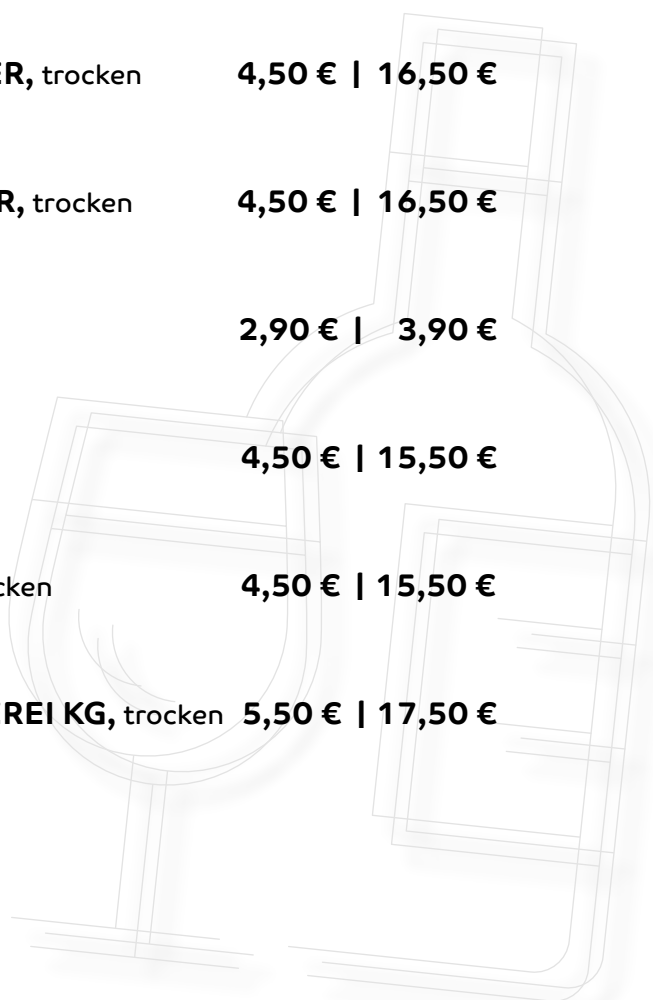 ER, trocken 4,50 € | 16,50 €
R, trocken 4,50 € | 16,50 €
2,90 € | 3,90 €
4,50 € | 15,50 €
cken 4,50 € | 15,50 €
EREI KG, trocken 5,50 € | 17,50 €